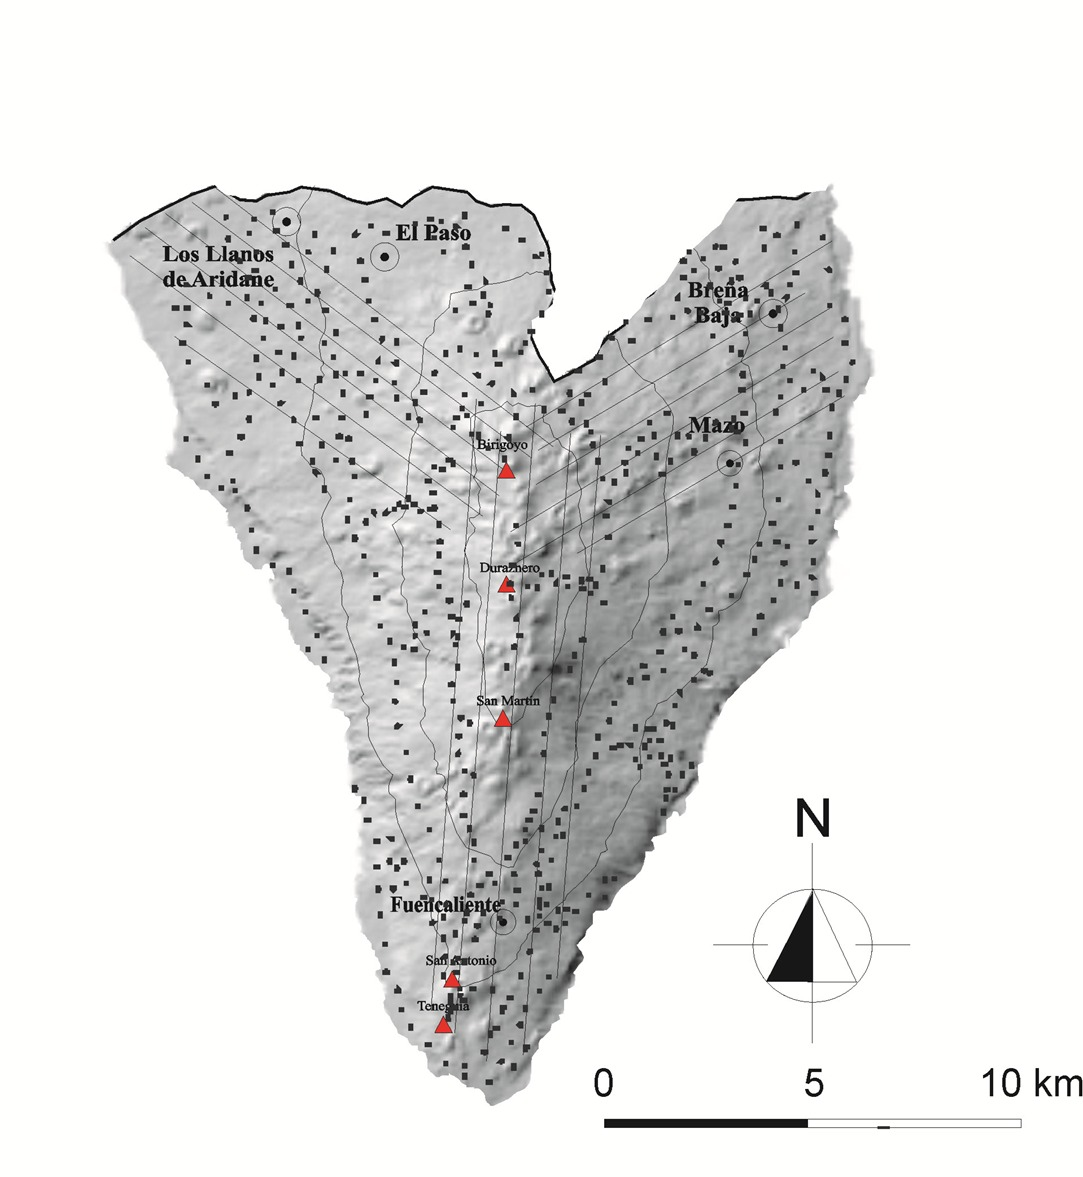 El Paso
Los Llanos
de Aridane
Breña
Baja
Mazo
Birigoyo
Duraznero
San Martín
N
Fuencaliente
San Antonio
Teneguía
0 5 10 km